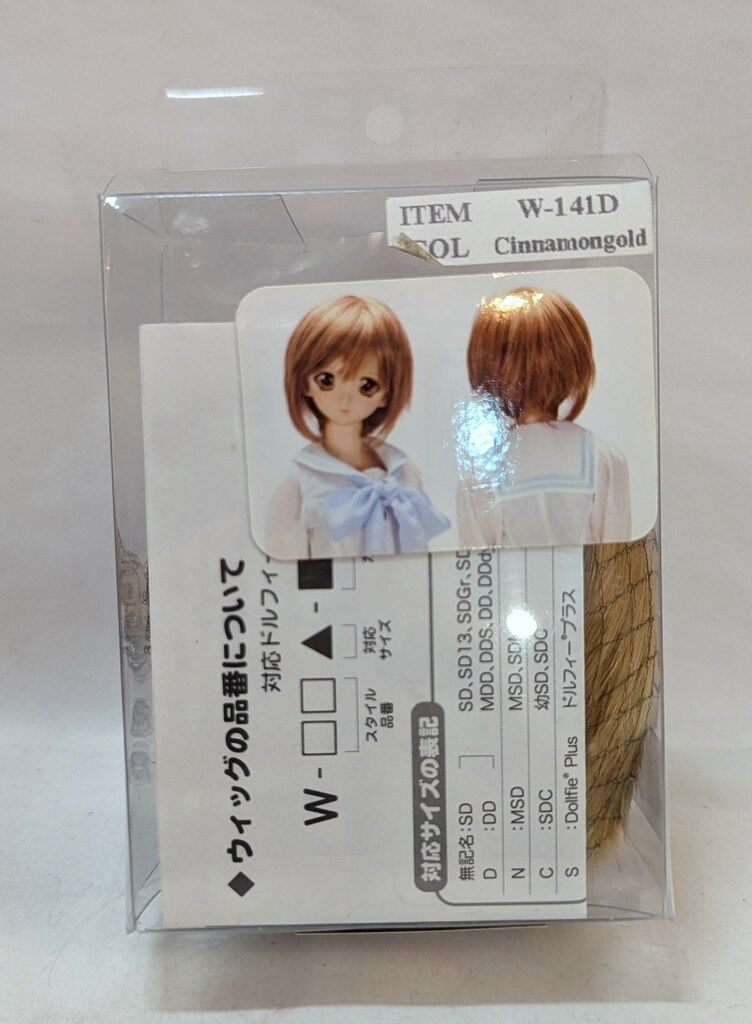 ITEM W-141D
COL Cinnamongold
◆ウィッグの品番について
対応ドルフィー
W-□□▲-■
スタイル
品番
対応
サイズ
対応サイズの表記
無記名:SD SD、SD13、SDGr、SD
D :DD MDD、DDS、DD、DDdy
N :MSD MSD、SDM
C :SDC 幼SD、SDC
S :Dollfie® Plus ドルフィー®プラス